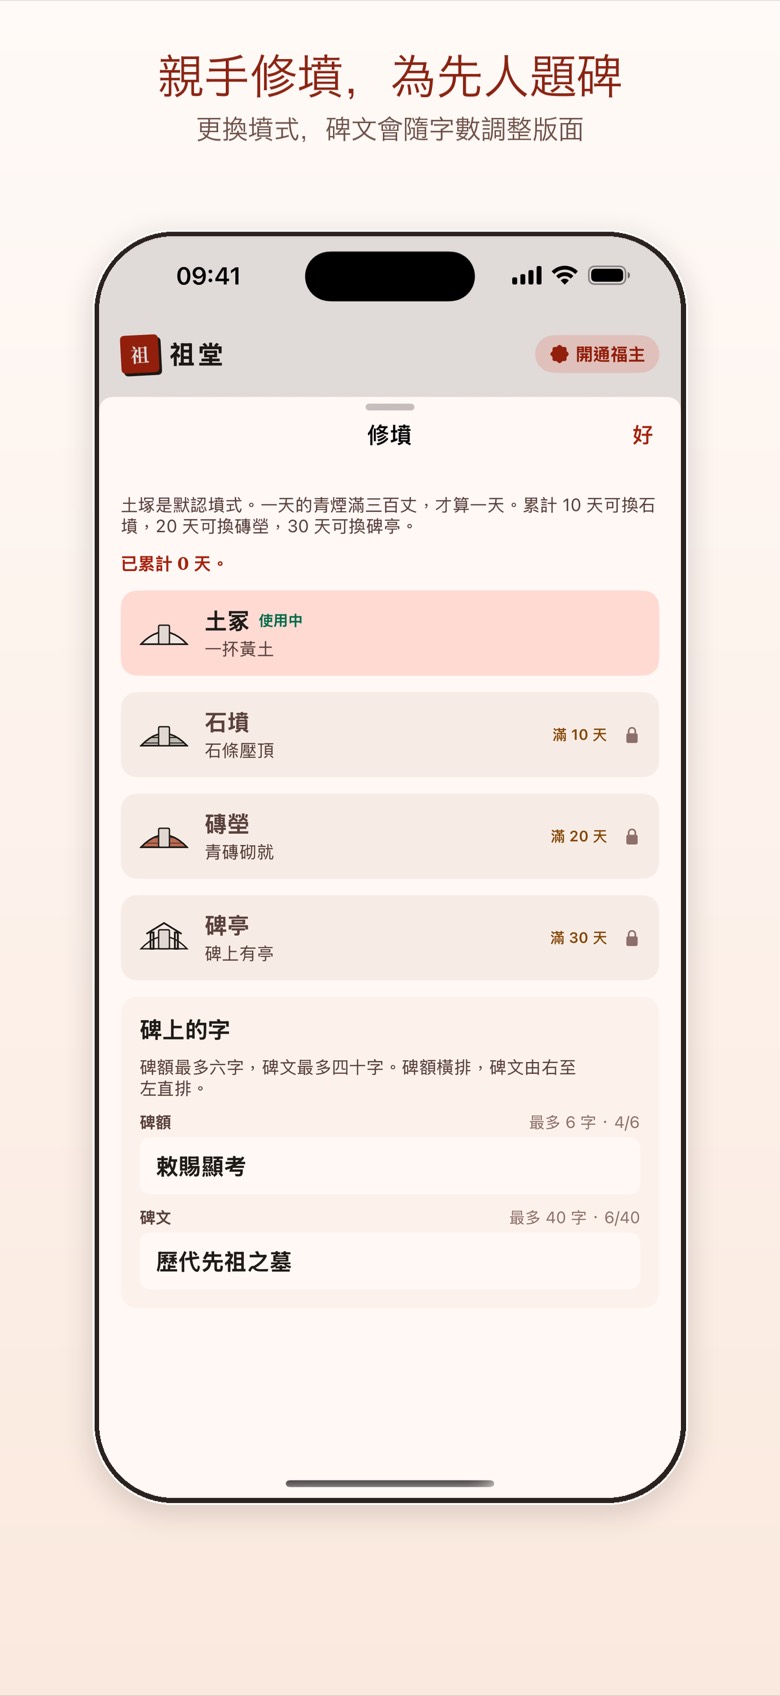 親手修墳，為先人題碑
更換墳式，碑文會隨字數調整版面
09:41
祖 祖堂
開通福主
修墳
好
土塚是默認墳式。一天的青煙滿三百丈，才算一天。累計 10 天可換石
墳，20 天可換磚塋，30 天可換碑亭。
已累計 0 天。
土冢 使用中
一抔黃土
石墳
石條壓頂
滿 10 天
磚塋
青磚砌就
滿 20 天
碑亭
碑上有亭
滿 30 天
碑上的字
碑額最多六字，碑文最多四十字。碑額橫排，碑文由右至
左直排。
碑額
最多 6 字 · 4/6
敕賜顯考
碑文
最多 40 字 · 6/40
歷代先祖之墓